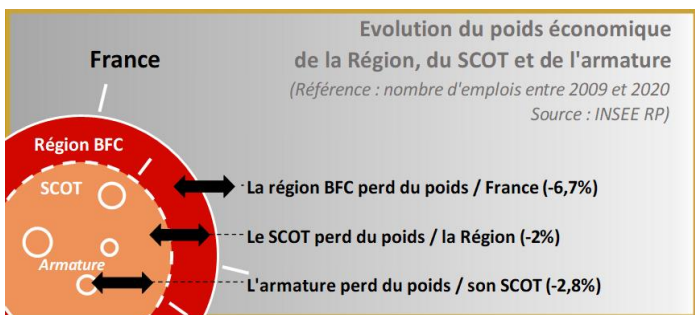 Evolution du poids économique
de la Région, du SCOT et de l'armature
(Référence : nombre d'emplois entre 2009 et 2020
Source : INSEE RP)
France
Région BFC
SCOT
Armature
La région BFC perd du poids / France (-6,7%)
Le SCOT perd du poids / la Région (-2%)
L'armature perd du poids / son SCOT (-2,8%)